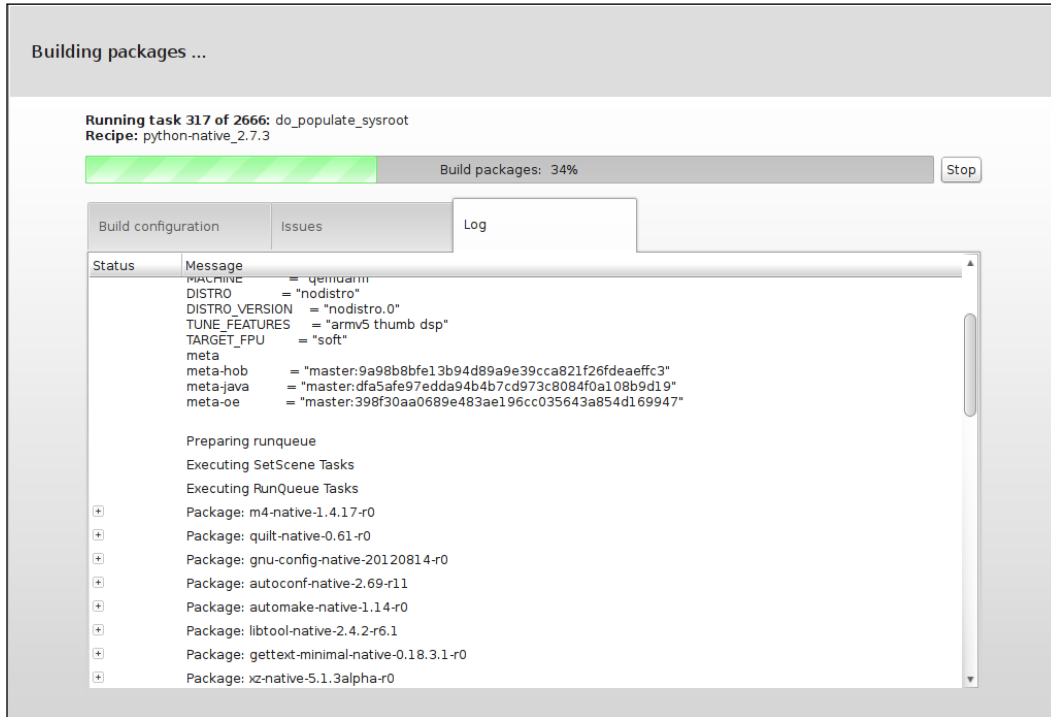 Building packages ...
Running task 317 of 2666: do_populate_sysroot
Recipe: python-native_2.7.3
Build packages: 34%
Stop
Build configuration
Issues
Log
Status Message
MACHINE = "qemuarm"
DISTRO = "nodistro"
DISTRO_VERSION = "nodistro.0"
TUNE_FEATURES = "armv5 thumb dsp"
TARGET_FPU = "soft"
meta
meta-hob = "master:9a98b8bfe13b94d89a9e39cca821f26fdeaeffc3"
meta-java = "master:dfa5afe97edda94b4b7cd973c8084f0a108b9d19"
meta-oe = "master:398f30aa0689e483ae196cc035643a854d169947"
Preparing runqueue
Executing SetScene Tasks
Executing RunQueue Tasks
Package: m4-native-1.4.17-r0
Package: quilt-native-0.61-r0
Package: gnu-config-native-20120814-r0
Package: autoconf-native-2.69-r11
Package: automake-native-1.14-r0
Package: libtool-native-2.4.2-r6.1
Package: gettext-minimal-native-0.18.3.1-r0
Package: xz-native-5.1.3alpha-r0